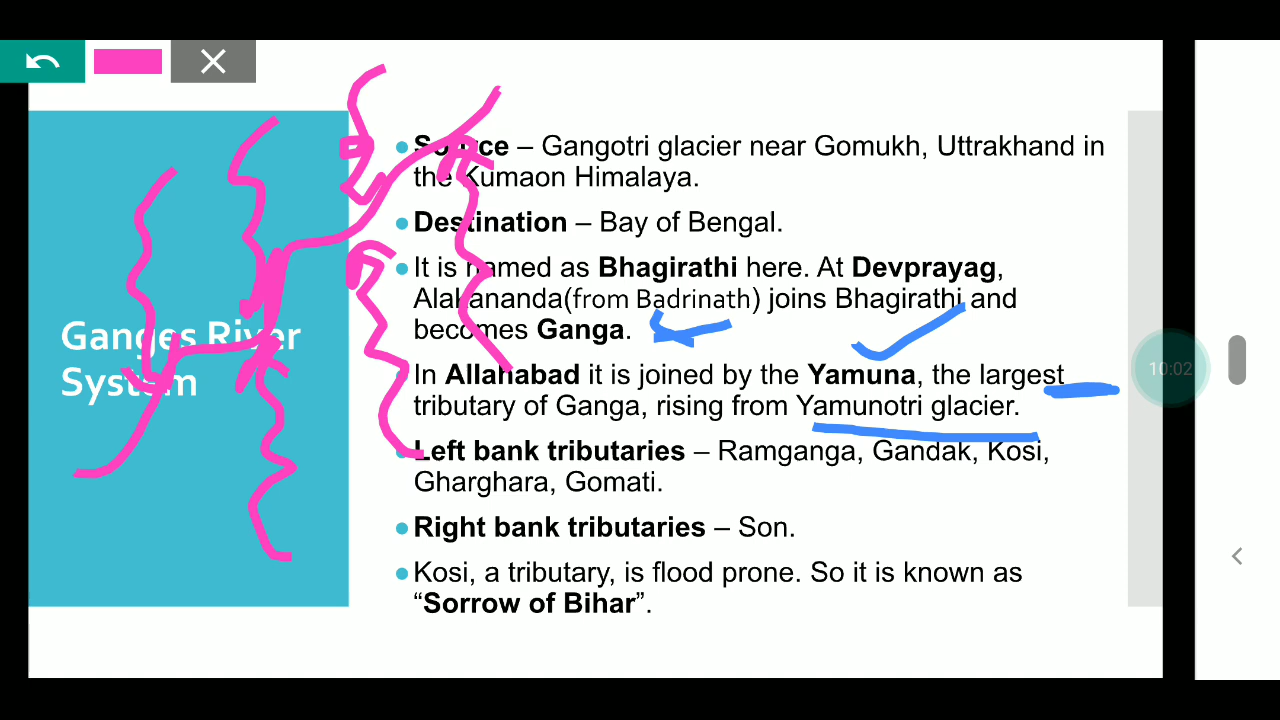 Source – Gangotri glacier near Gomukh, Uttrakhand in
the Kumaon Himalaya.
Destination – Bay of Bengal.
It is named as Bhagirathi here. At Devprayag,
Alakananda(from Badrinath) joins Bhagirathi and
becomes Ganga.
Ganges River
System
In Allahabad it is joined by the Yamuna, the largest
tributary of Ganga, rising from Yamunotri glacier.
10:02
Left bank tributaries – Ramganga, Gandak, Kosi,
Gharghara, Gomati.
Right bank tributaries – Son.
Kosi, a tributary, is flood prone. So it is known as
“Sorrow of Bihar”.